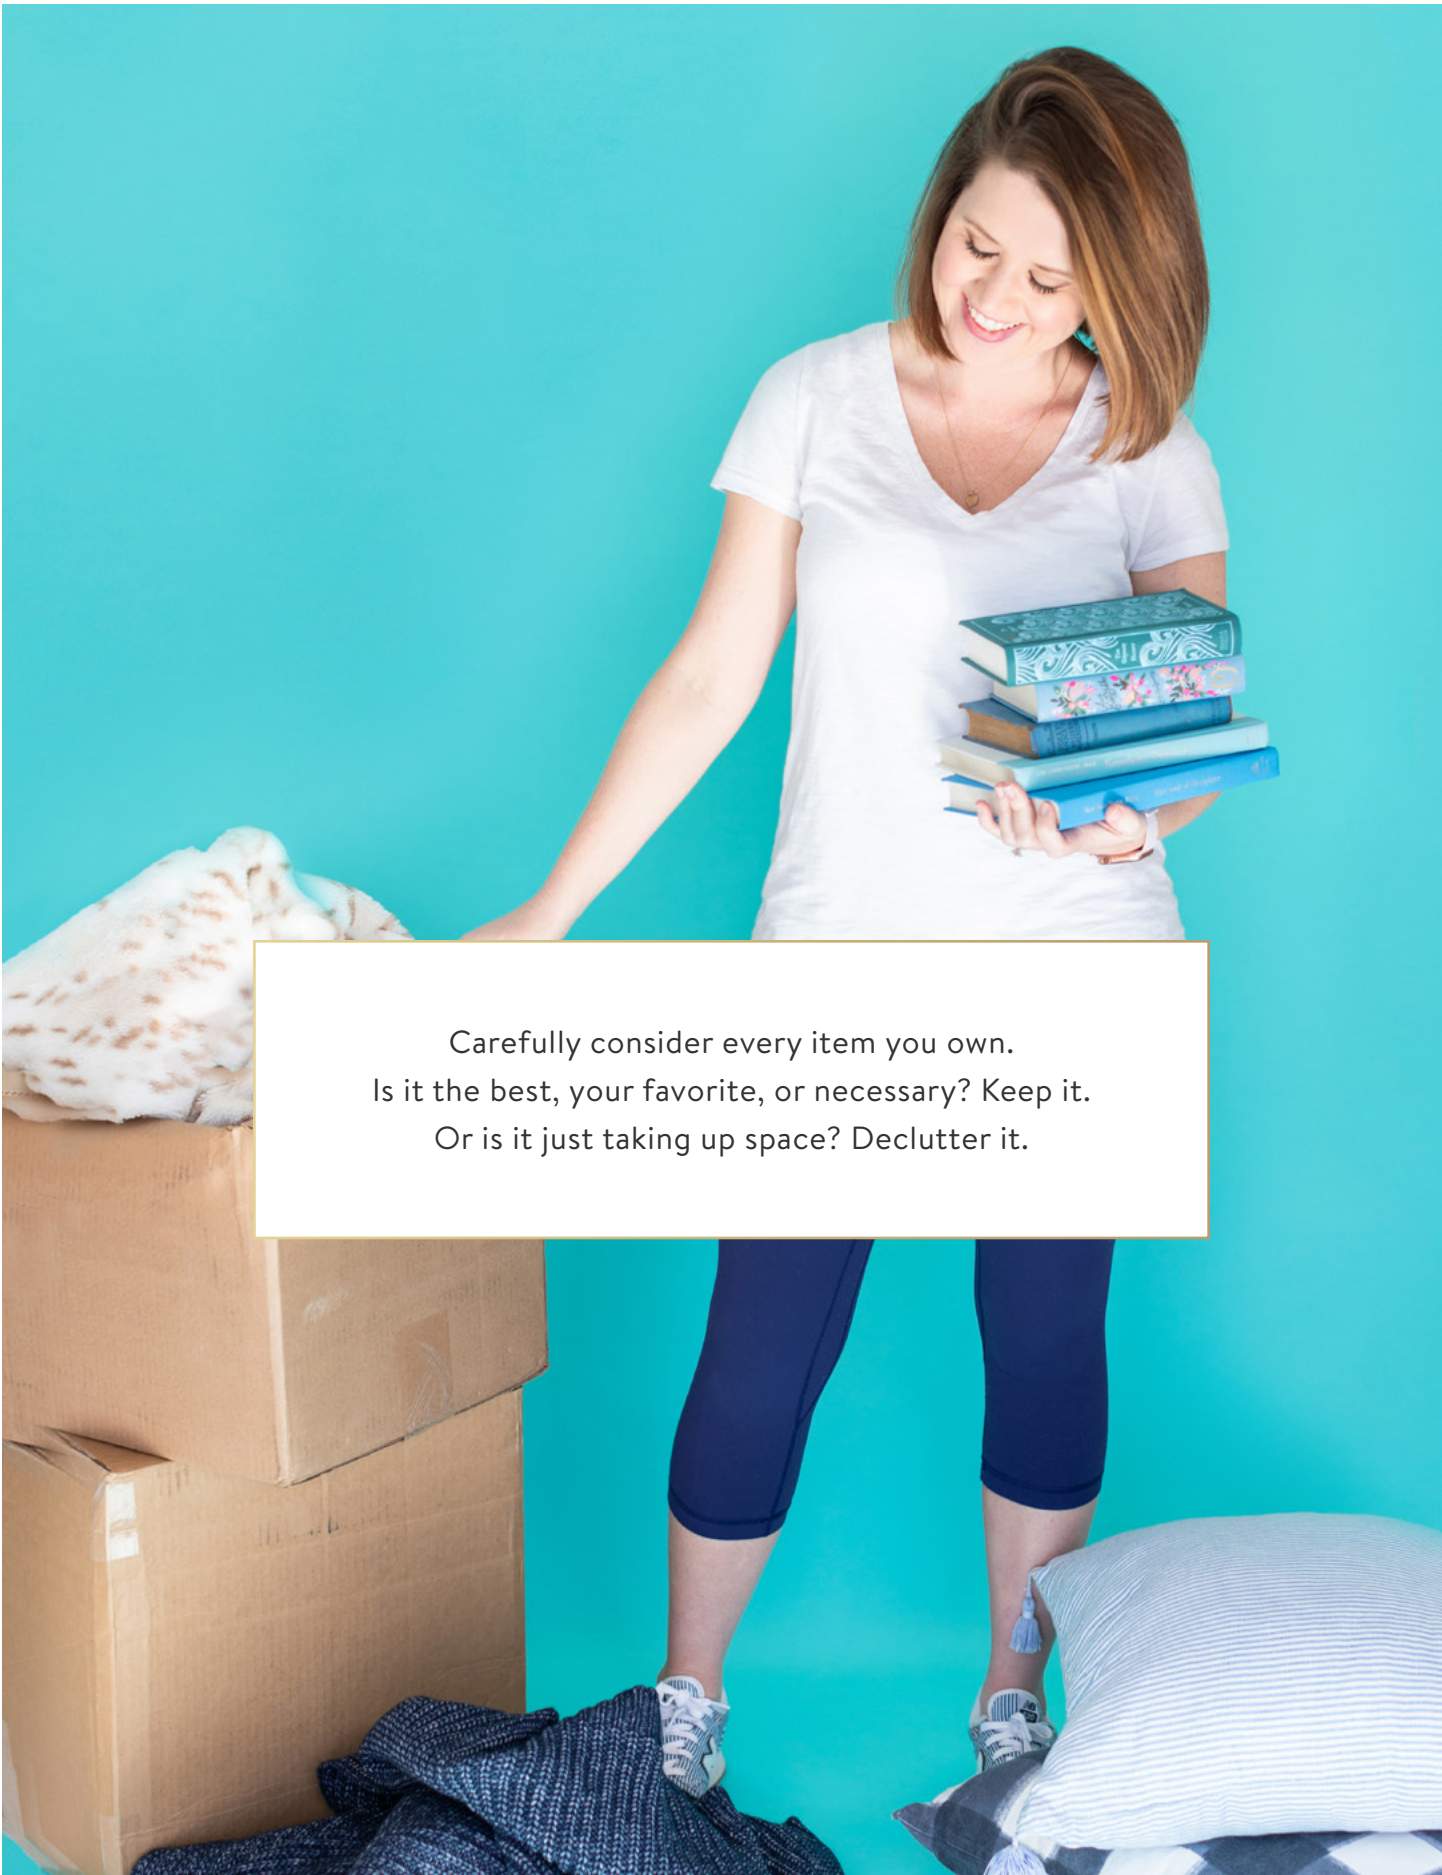 Carefully consider every item you own.
Is it the best, your favorite, or necessary? Keep it.
Or is it just taking up space? Declutter it.